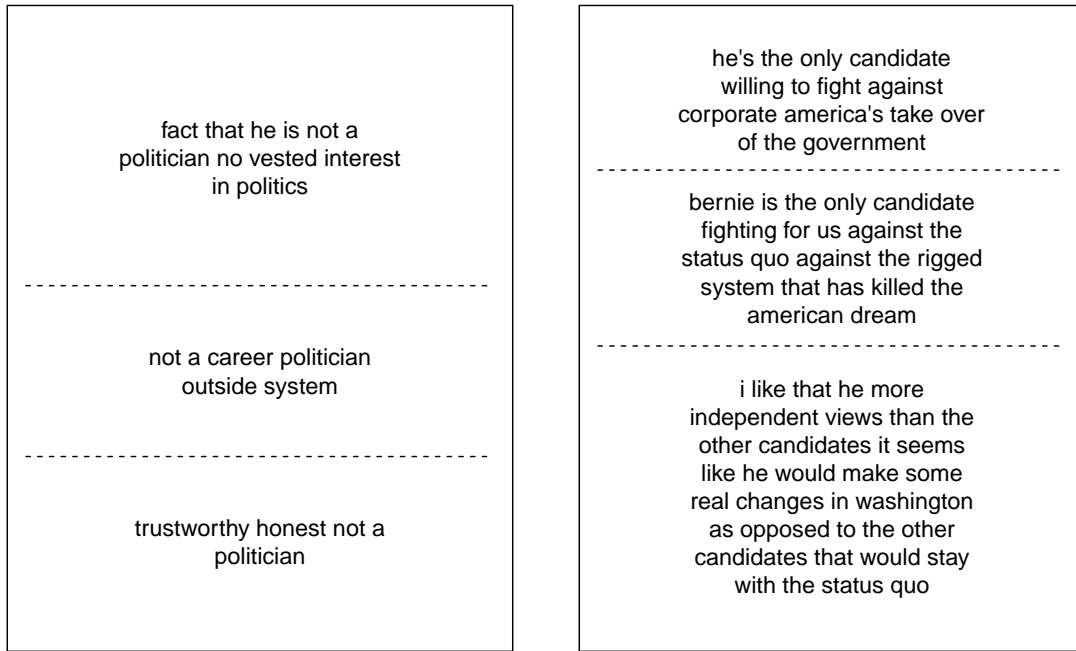 fact that he is not a
politician no vested interest
in politics
not a career politician
outside system
trustworthy honest not a
politician
he's the only candidate
willing to fight against
corporate america's take over
of the government
bernie is the only candidate
fighting for us against the
status quo against the rigged
system that has killed the
american dream
i like that he more
independent views than the
other candidates it seems
like he would make some
real changes in washington
as opposed to the other
candidates that would stay
with the status quo